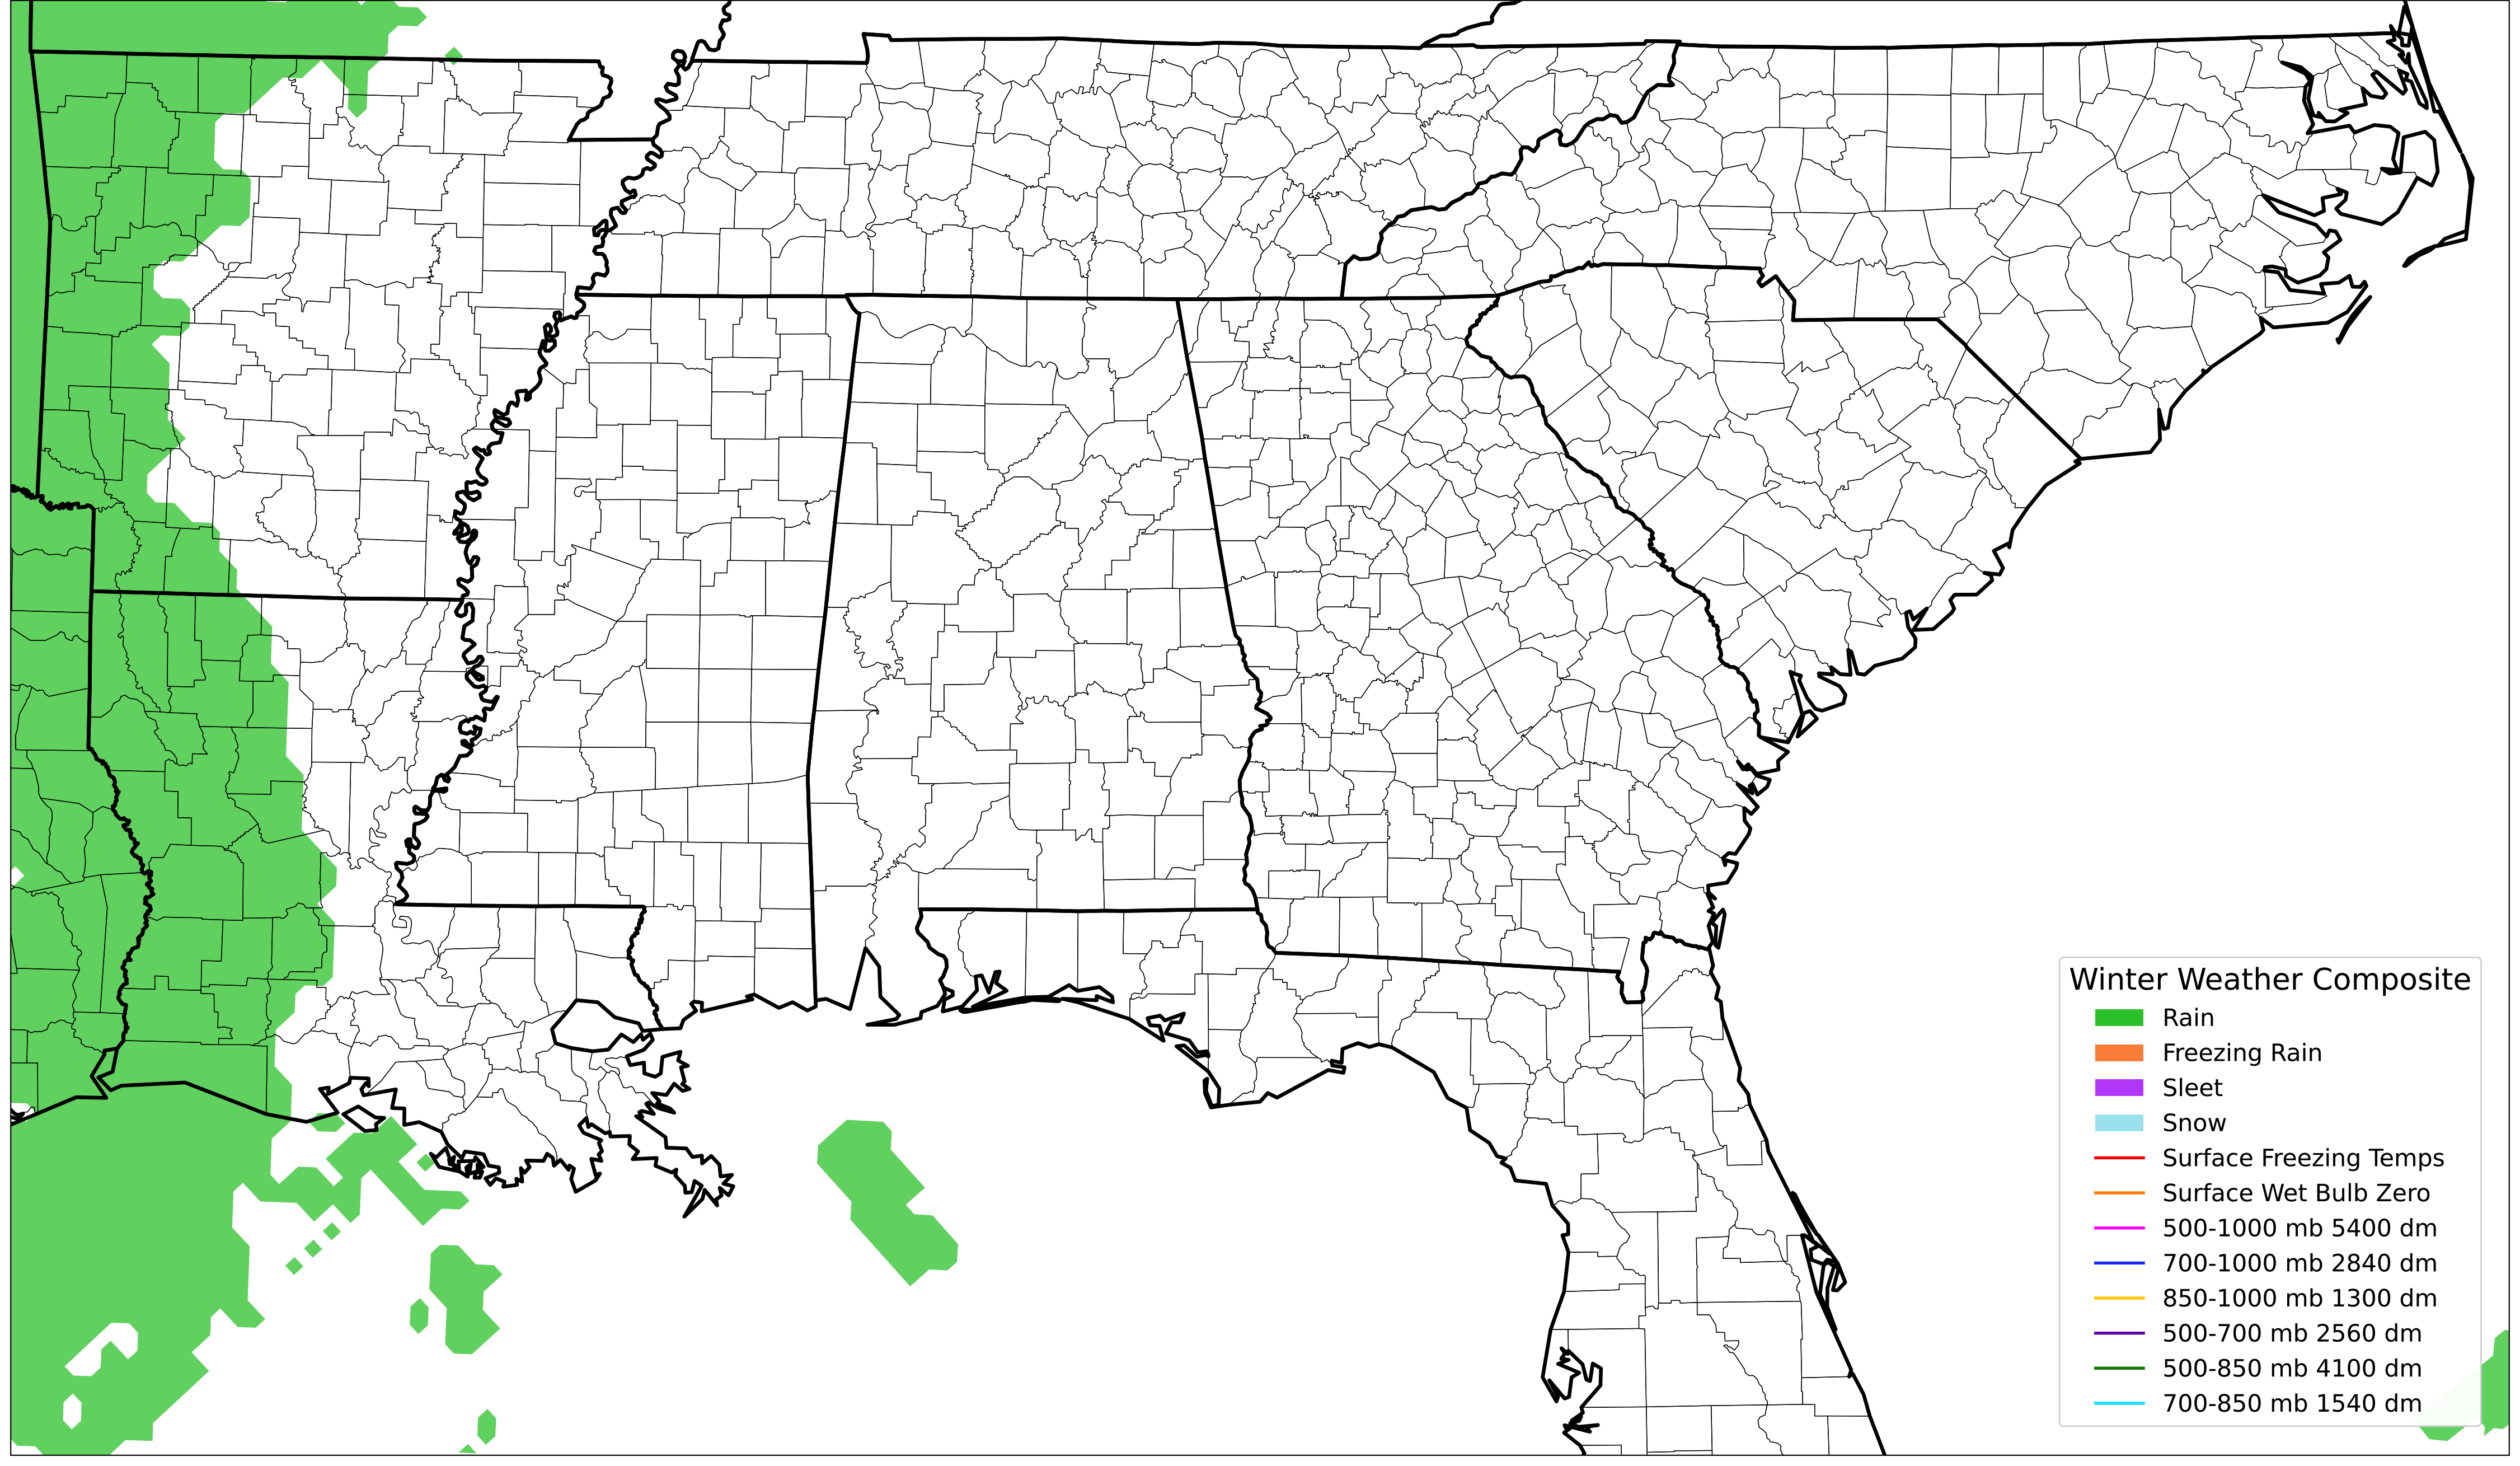 Winter Weather Composite
Rain
Freezing Rain
Sleet
Snow
Surface Freezing Temps
Surface Wet Bulb Zero
500-1000 mb 5400 dm
700-1000 mb 2840 dm
850-1000 mb 1300 dm
500-700 mb 2560 dm
500-850 mb 4100 dm
700-850 mb 1540 dm